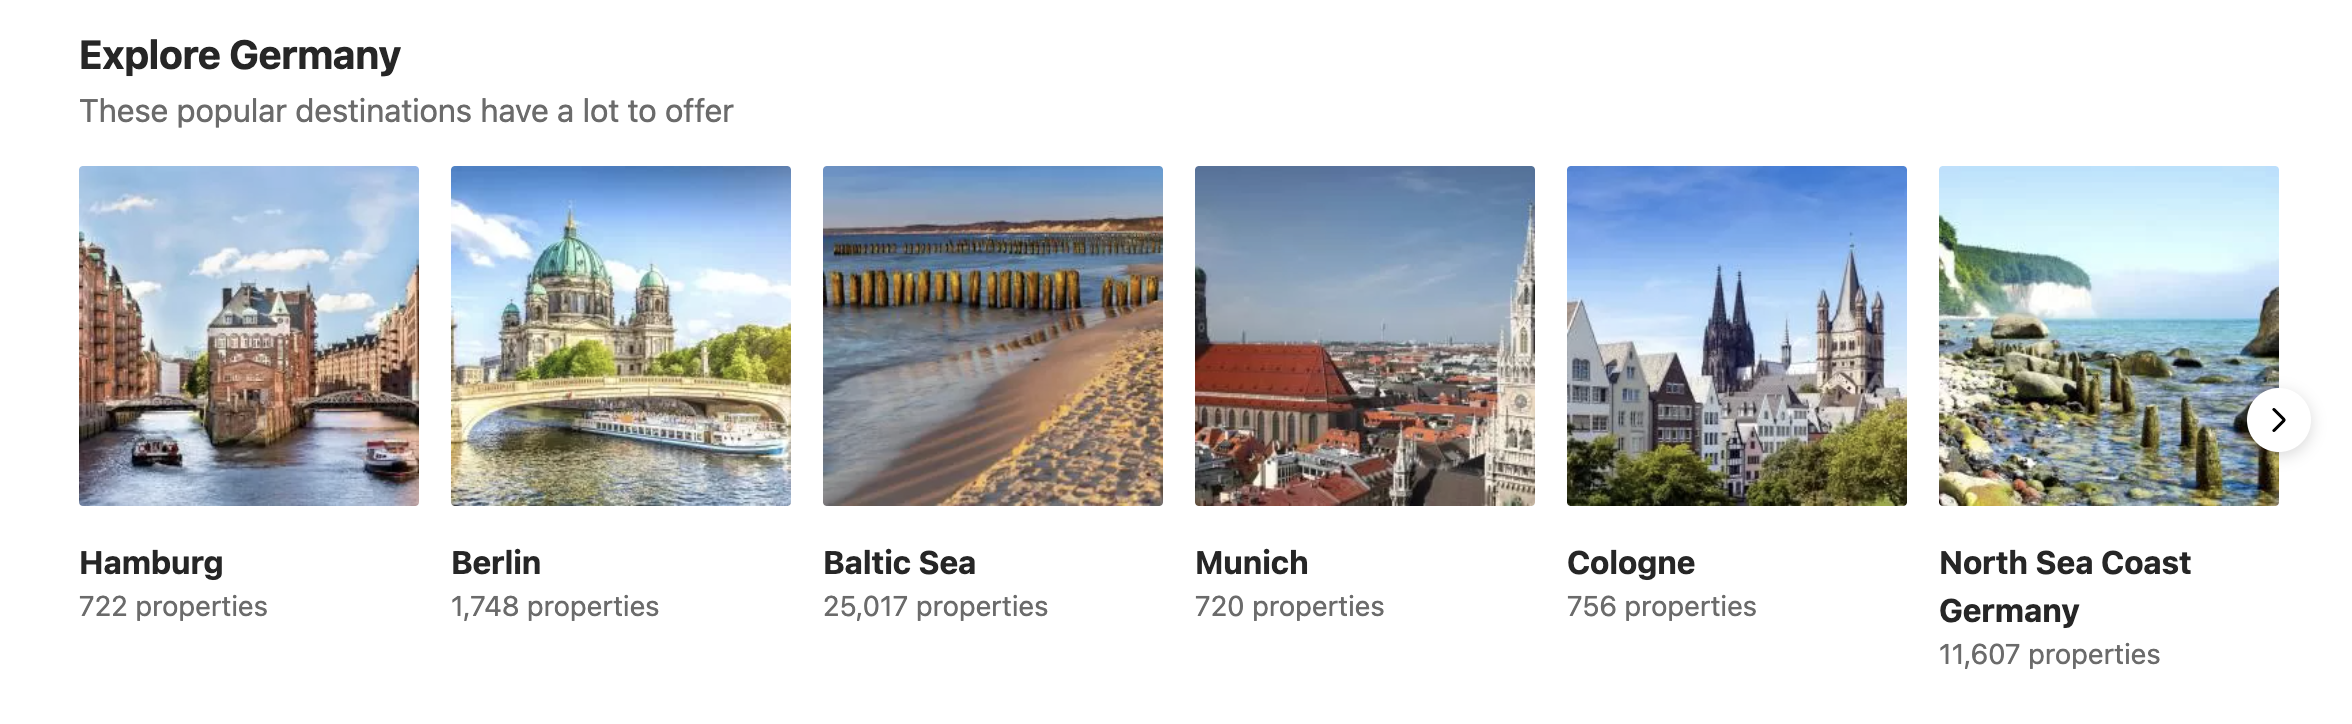 Explore Germany
These popular destinations have a lot to offer
Hamburg
722 properties
Berlin
1,748 properties
Baltic Sea
25,017 properties
Munich
720 properties
Cologne
756 properties
North Sea Coast
Germany
11,607 properties